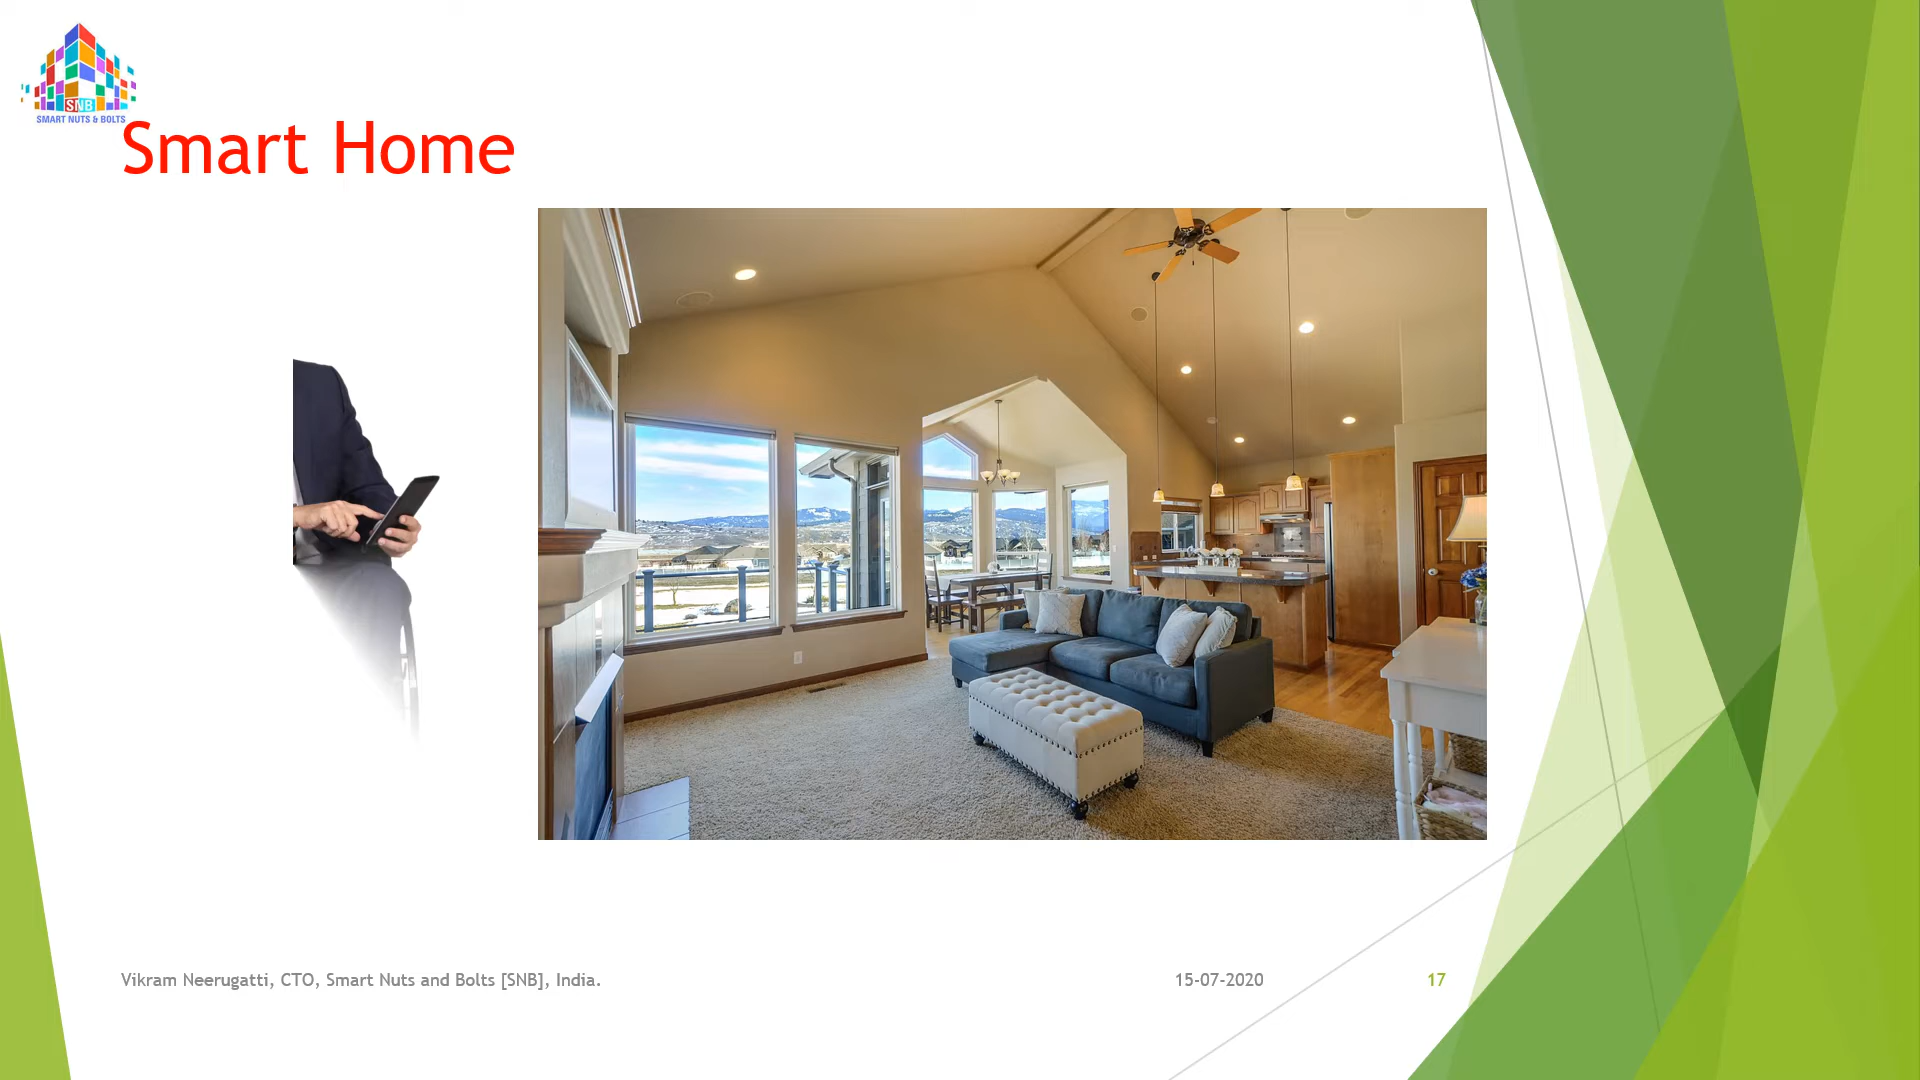 SNB
SMART NUTS & BOLTS
Smart Home
Vikram Neerugatti, CTO, Smart Nuts and Bolts [SNB], India.
15-07-2020
17